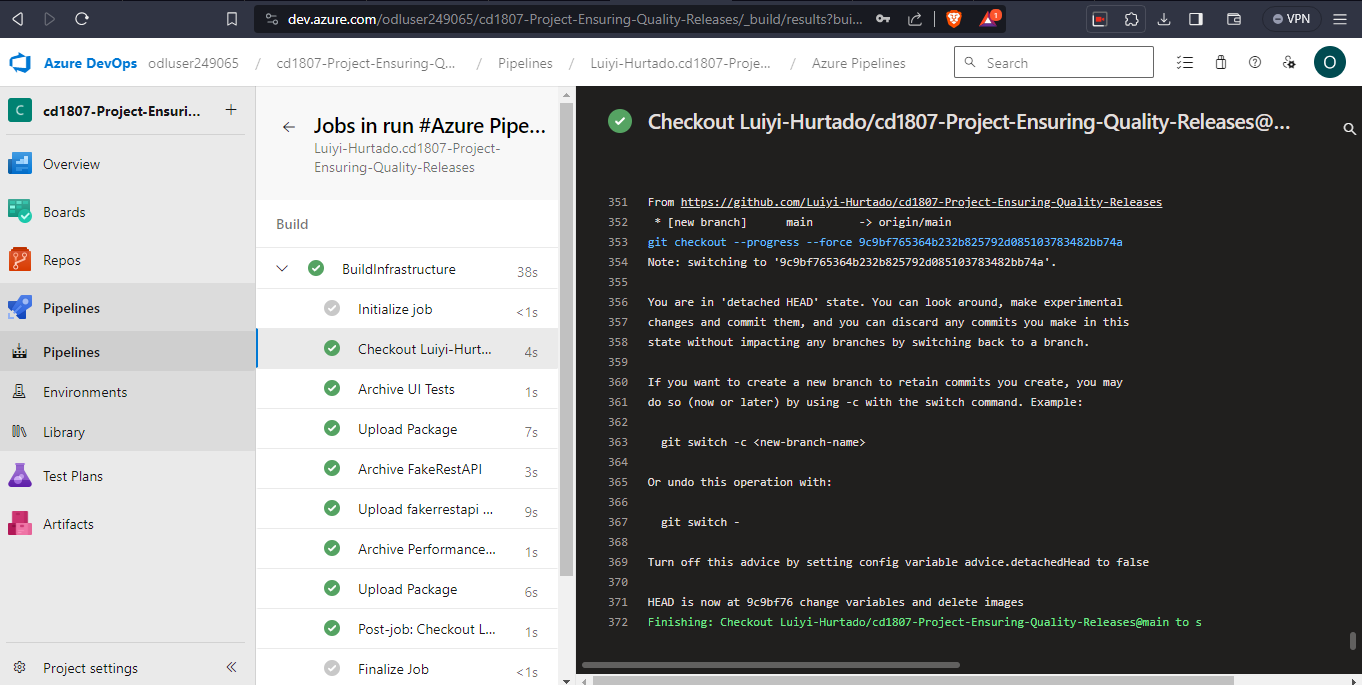 dev.azure.com/odluser249065/cd1807-Project-Ensuring-Quality-Releases/_build/results?bui...
1
VPN
Azure DevOps odluser249065 / cd1807-Project-Ensuring-Q... / Pipelines / Luiyi-Hurtado.cd1807-Proje... / Azure Pipelines
Search
O
C cd1807-Project-Ensuri... +
Overview
Boards
Repos
Pipelines
Pipelines
Environments
Library
Test Plans
Artifacts
Project settings
Jobs in run #Azure Pipe...
Luiyi-Hurtado.cd1807-Project-
Ensuring-Quality-Releases
Build
BuildInfrastructure 38s
Initialize job <1s
Checkout Luiyi-Hurt... 4s
Archive UI Tests 1s
Upload Package 7s
Archive FakeRestAPI 3s
Upload fakerrestapi ... 9s
Archive Performance... 1s
Upload Package 6s
Post-job: Checkout L... 1s
Finalize Job <1s
Checkout Luiyi-Hurtado/cd1807-Project-Ensuring-Quality-Releases@...
351 From https://github.com/Luiyi-Hurtado/cd1807-Project-Ensuring-Quality-Releases
352 * [new branch] main -> origin/main
353 git checkout --progress --force 9c9bf765364b232b825792d085103783482bb74a
354 Note: switching to '9c9bf765364b232b825792d085103783482bb74a'.
355
356 You are in 'detached HEAD' state. You can look around, make experimental
357 changes and commit them, and you can discard any commits you make in this
358 state without impacting any branches by switching back to a branch.
359
360 If you want to create a new branch to retain commits you create, you may
361 do so (now or later) by using -c with the switch command. Example:
362
363 git switch -c <new-branch-name>
364
365 Or undo this operation with:
366
367 git switch -
368
369 Turn off this advice by setting config variable advice.detachedHead to false
370
371 HEAD is now at 9c9bf76 change variables and delete images
372 Finishing: Checkout Luiyi-Hurtado/cd1807-Project-Ensuring-Quality-Releases@main to s